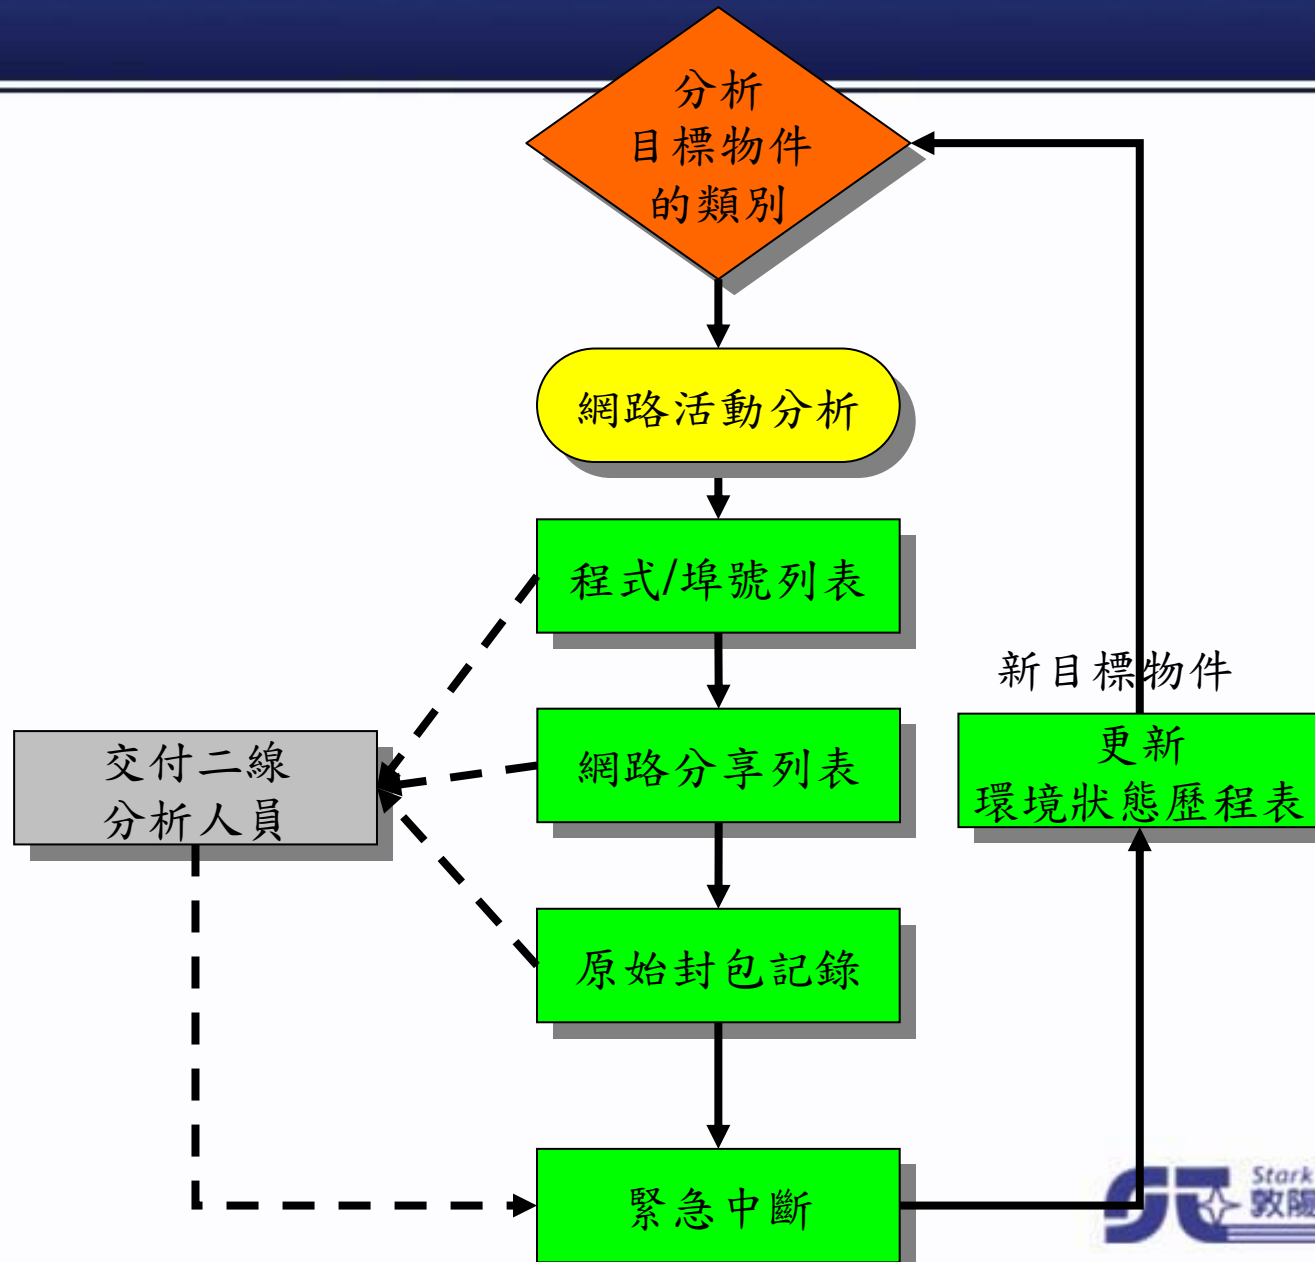 分析
目標物件
的類別
網路活動分析
程式/埠號列表
新目標物件
交付二線
分析人員
網路分享列表
更新
環境狀態歷程表
原始封包記錄
緊急中斷
Stark
敦陽